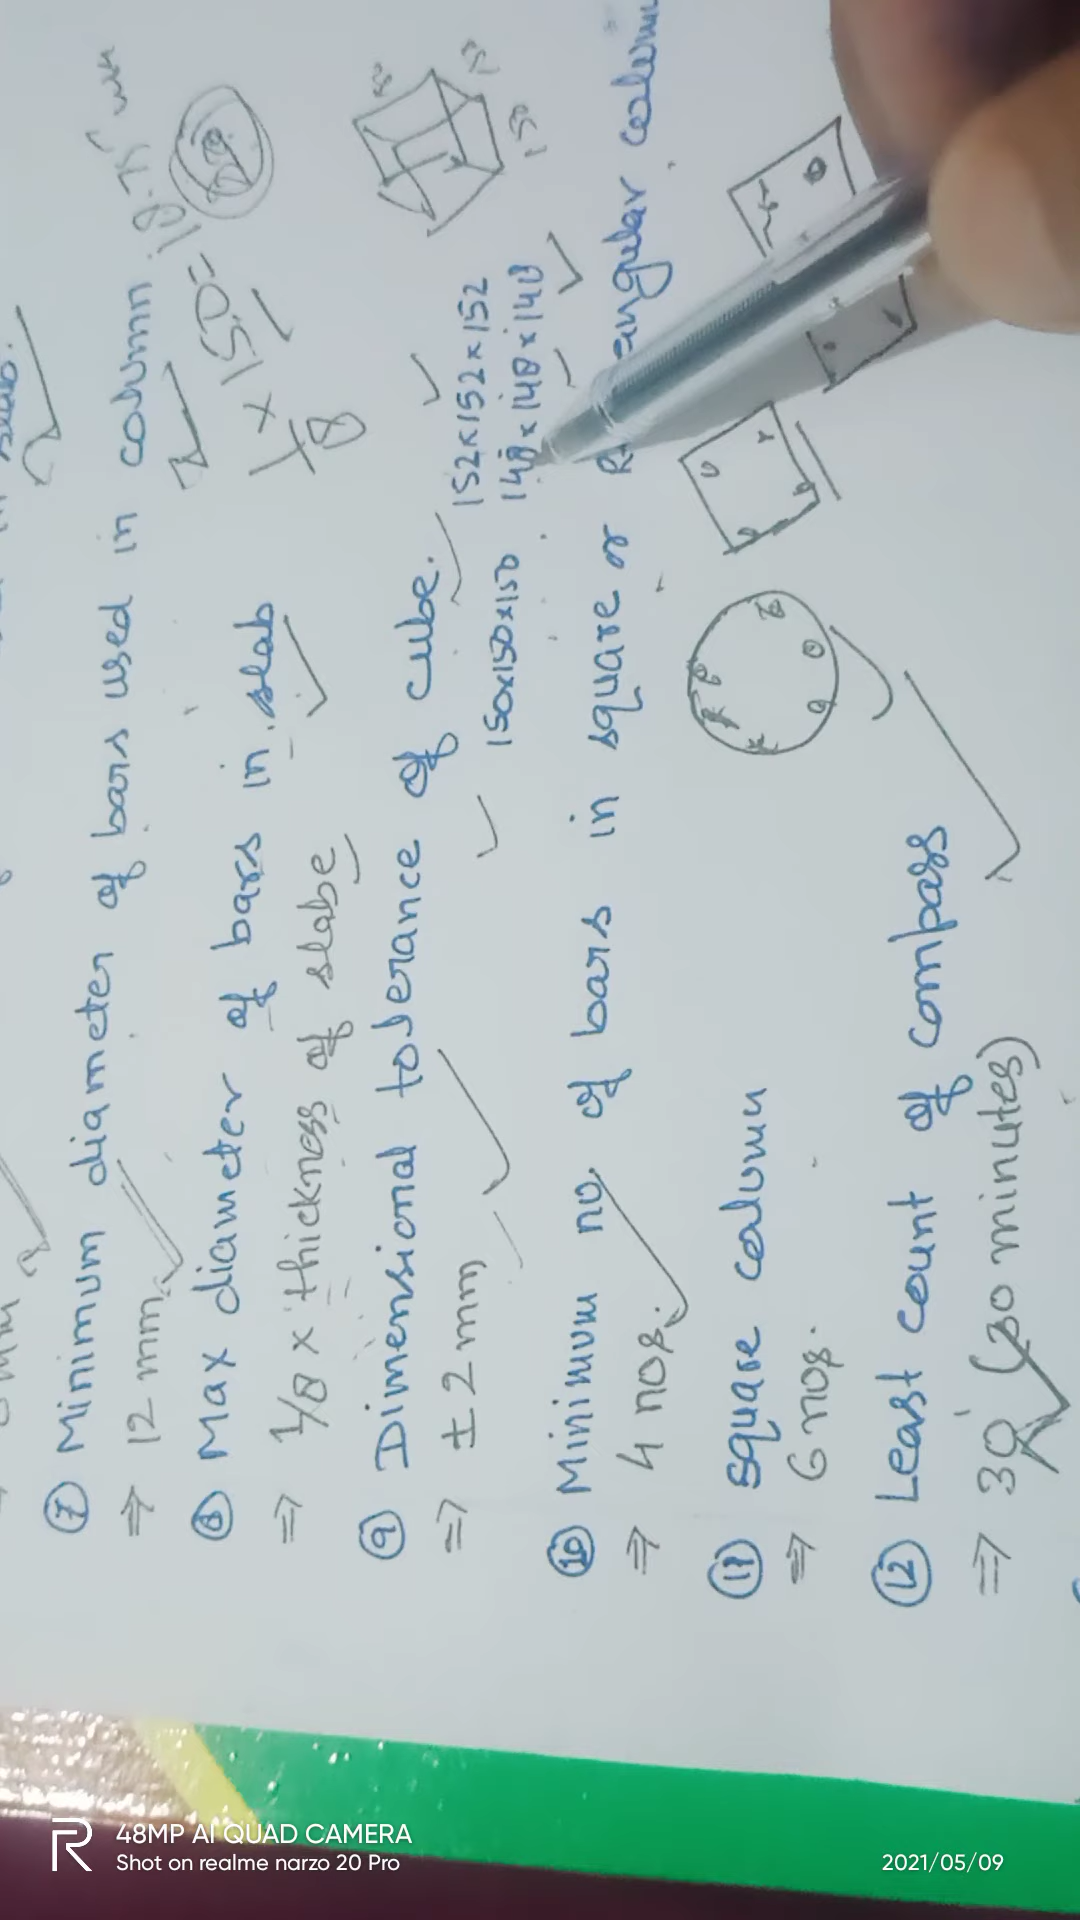 ⑦ Minimum diameter of bars used in column
⇒ 12 mm
1/8 × 150 = 18.75 mm
⑧ Max diameter of bars in slab
⇒ 1/8 × thickness of slabe
⑨ Dimensional tolerance of cube.
⇒ ± 2mm
150x150x150
152x152x152
148x148x148
150
⑩ Minimum no. of bars in square or angular column
⇒ 4 nos.
⑪ square column
⇒ 6 nos.
⑫ Least count of compass
⇒ 30 (30 minutes)
48MP AI QUAD CAMERA
Shot on realme narzo 20 Pro
2021/05/09